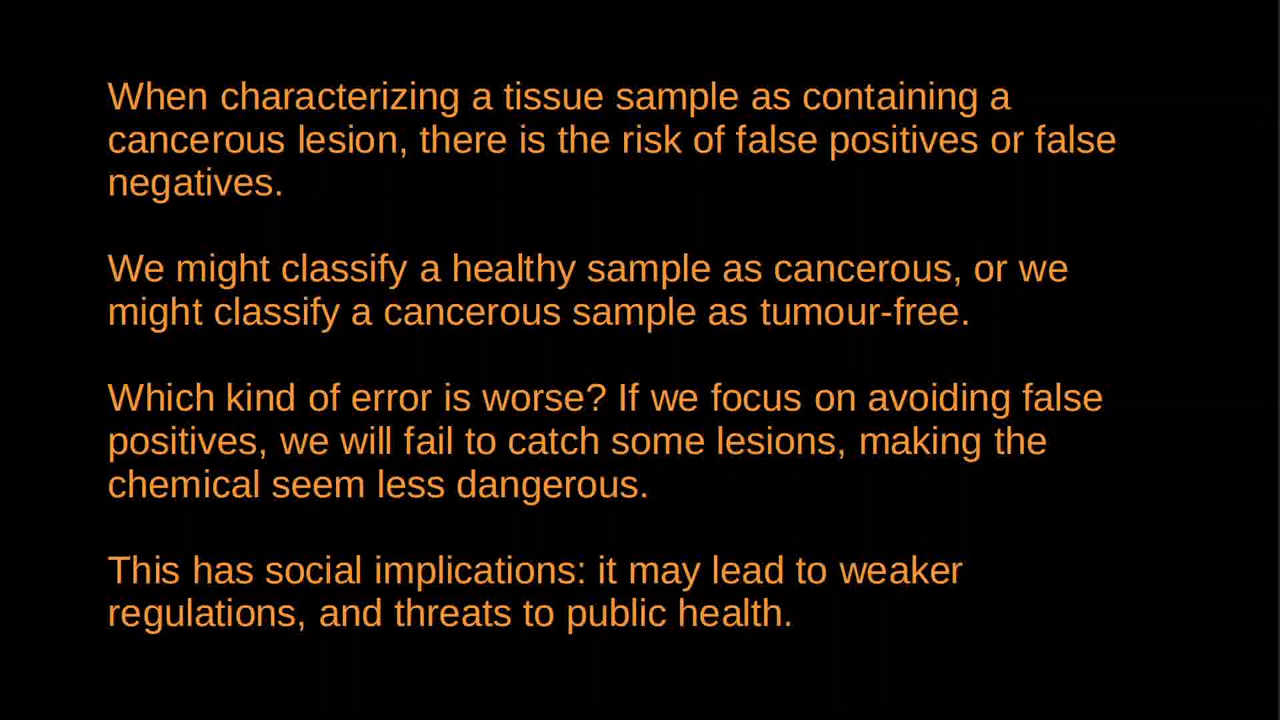 When characterizing a tissue sample as containing a
cancerous lesion, there is the risk of false positives or false
negatives.
We might classify a healthy sample as cancerous, or we
might classify a cancerous sample as tumour-free.
Which kind of error is worse? If we focus on avoiding false
positives, we will fail to catch some lesions, making the
chemical seem less dangerous.
This has social implications: it may lead to weaker
regulations, and threats to public health.